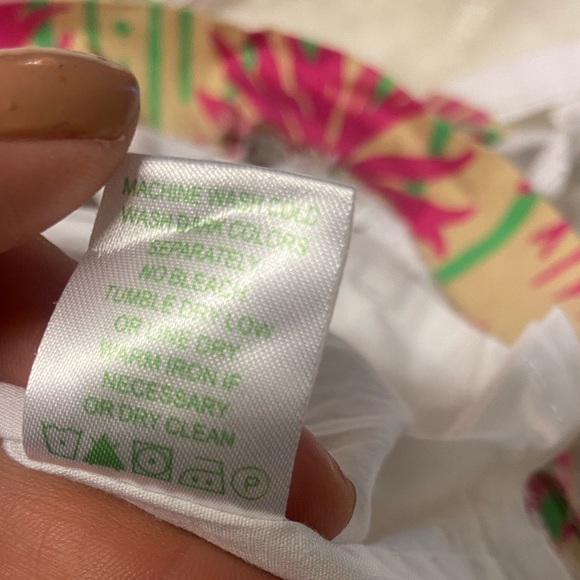 MACHINE WASH COLD
WASH DARK COLORS
SEPARATELY
NO BLEACH
TUMBLE DRY LOW
OR LINE DRY
WARM IRON IF
NECESSARY
OR DRY CLEAN
P